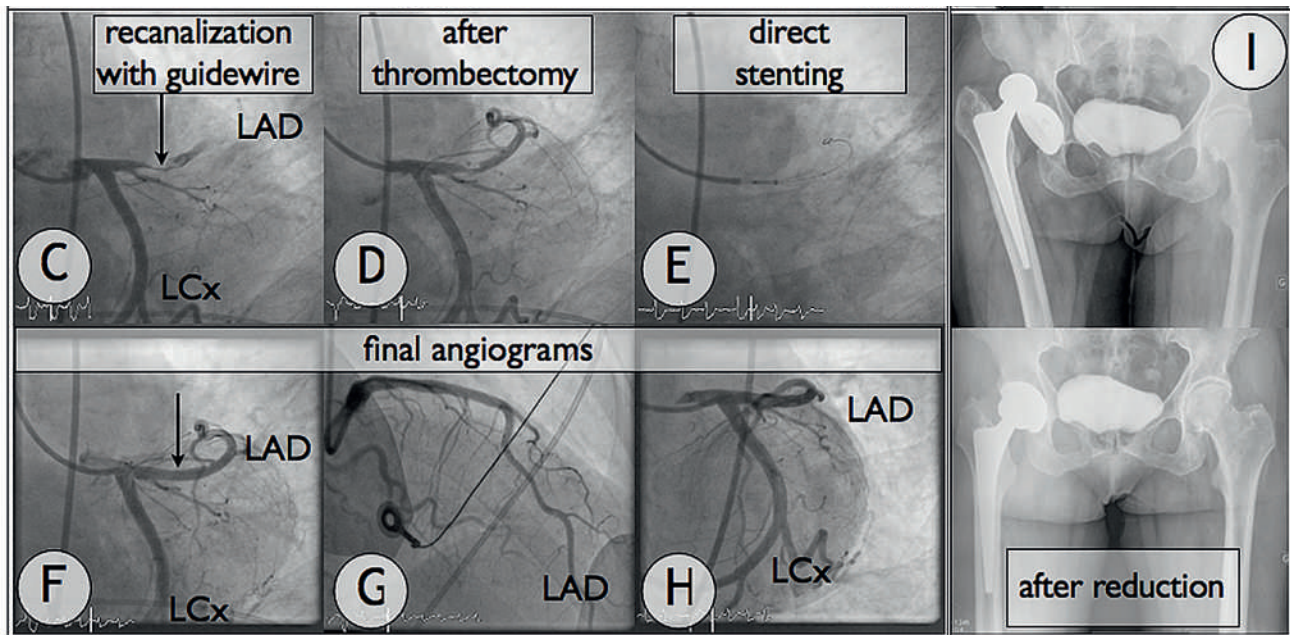 recanalization
with guidewire
LAD
C
LCx
after
thrombectomy
D
direct
stenting
E
I
G
final angiograms
LAD
F
LCx
G
LAD
LAD
H
LCx
G
after reduction